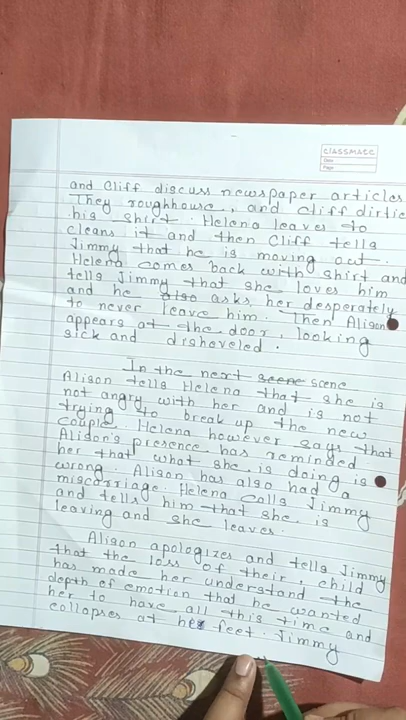 CLASSMATE
Date
Page
and Cliff discuss newspaper articles.
They roughhouse, and cliff dirtie
his shirt. Helena leaves to
cleans it and then Cliff tells
Jimmy that he is moving out.
Helena comes back with shirt and
tells Jimmy that she loves him
and he also asks her desperately
to never leave him. Then Alison
appears at the door, looking
sick and disheveled.
In the next scene scene
Alison tells Helena that she is
not angry with her and is not
trying to break up the new
couple. Helena however says that
Alison's presence has reminded
her that what she is doing is
wrong. Alison has also had a
miscarriage. Helena calls Jimmy
and tells him that she is
leaving and she leaves.
Alison apologizes and tells Jimmy
that the loss of their child
has made her understand the
depth of emotion that he wanted
her to have all this time and
collapses at her feet. Jimmy